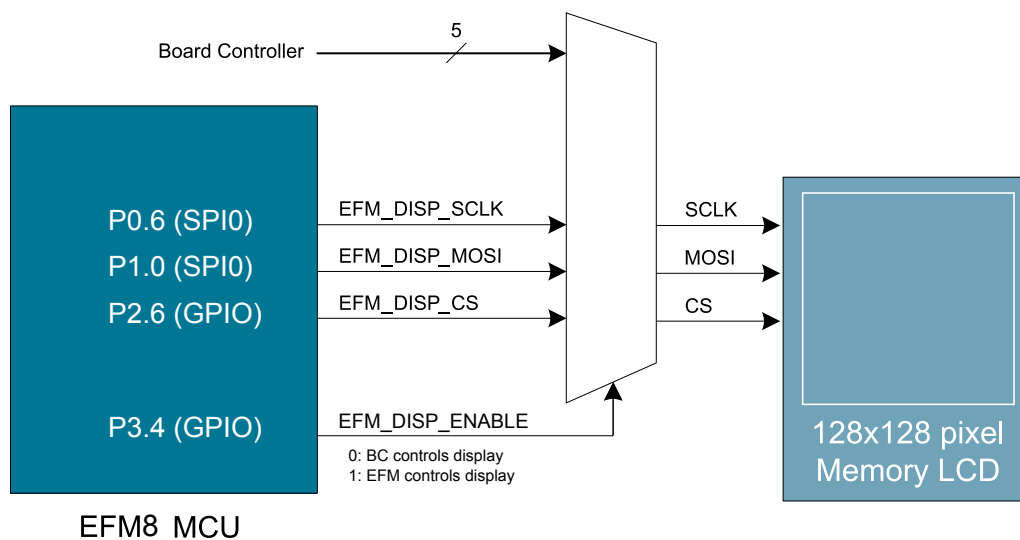 5
Board Controller
P0.6 (SPI0)
EFM_DISP_SCLK
SCLK
P1.0 (SPI0)
EFM_DISP_MOSI
MOSI
P2.6 (GPIO)
EFM_DISP_CS
CS
P3.4 (GPIO)
EFM_DISP_ENABLE
0: BC controls display
1: EFM controls display
128x128 pixel
Memory LCD
EFM8 MCU